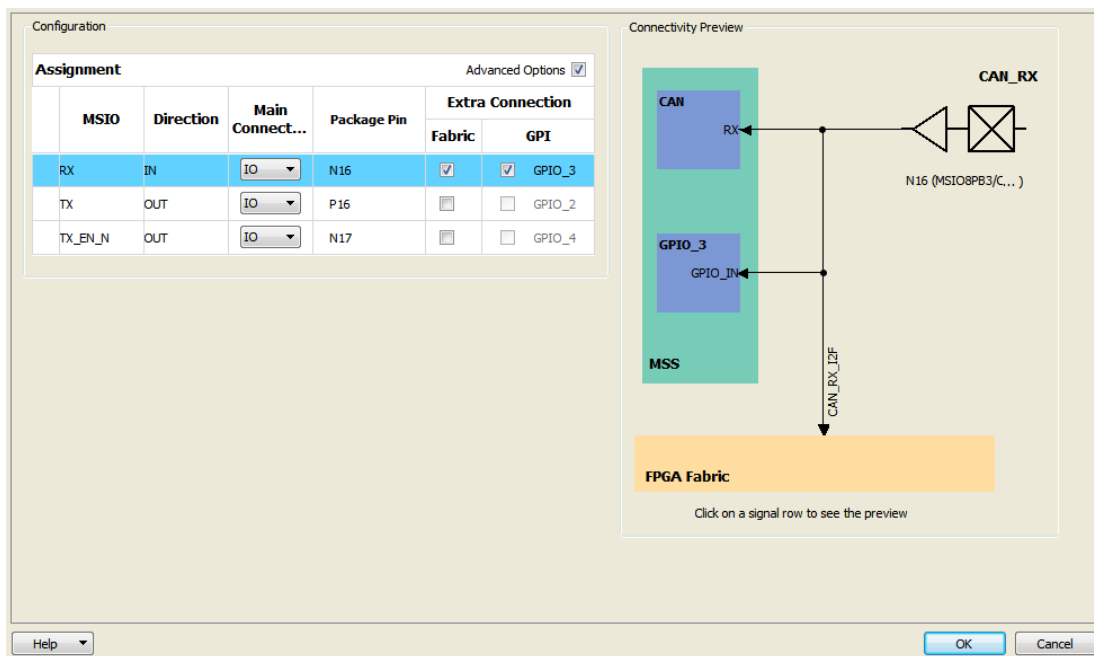 Configuration
Assignment
Advanced Options
MSIO
Direction
Main
Connect...
Package Pin
Extra Connection
Fabric
GPI
RX IN IO N16 GPIO_3
TX OUT IO P16 GPIO_2
TX_EN_N OUT IO N17 GPIO_4
Connectivity Preview
CAN_RX
CAN
RX
N16 (MSIO8PB3/C... )
GPIO_3
GPIO_IN
MSS
CAN_RX_I2F
FPGA Fabric
Click on a signal row to see the preview
Help
OK
Cancel